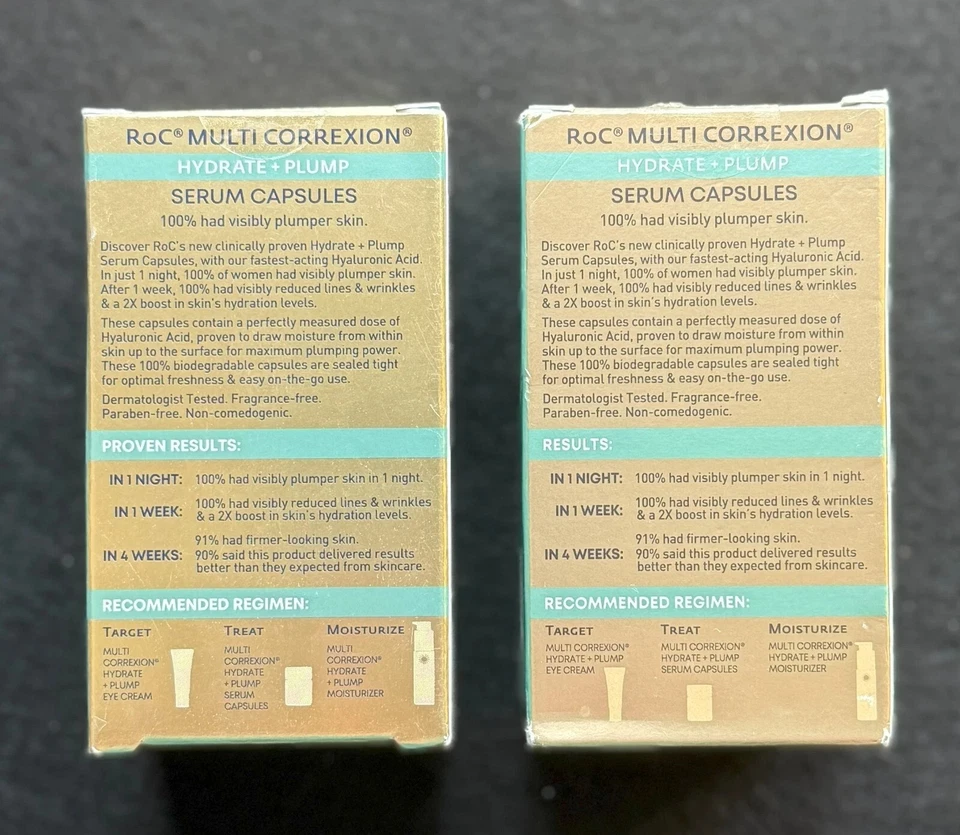 RoC® MULTI CORREXION®
HYDRATE + PLUMP
SERUM CAPSULES
100% had visibly plumper skin.
Discover RoC's new clinically proven Hydrate + Plump
Serum Capsules, with our fastest-acting Hyaluronic Acid.
In just 1 night, 100% of women had visibly plumper skin.
After 1 week, 100% had visibly reduced lines & wrinkles
& a 2X boost in skin's hydration levels.
These capsules contain a perfectly measured dose of
Hyaluronic Acid, proven to draw moisture from within
skin up to the surface for maximum plumping power.
These 100% biodegradable capsules are sealed tight
for optimal freshness & easy on-the-go use.
Dermatologist Tested. Fragrance-free.
Paraben-free. Non-comedogenic.
PROVEN RESULTS:
IN 1 NIGHT: 100% had visibly plumper skin in 1 night.
IN 1 WEEK: 100% had visibly reduced lines & wrinkles
& a 2X boost in skin's hydration levels.
91% had firmer-looking skin.
IN 4 WEEKS: 90% said this product delivered results
better than they expected from skincare.
RECOMMENDED REGIMEN:
TARGET
MULTI
CORREXION®
HYDRATE
+ PLUMP
EYE CREAM
TREAT
MULTI
CORREXION®
HYDRATE
+ PLUMP
SERUM
CAPSULES
MOISTURIZE
MULTI
CORREXION®
HYDRATE
+ PLUMP
MOISTURIZER
RoC® MULTI CORREXION®
HYDRATE + PLUMP
SERUM CAPSULES
100% had visibly plumper skin.
Discover RoC's new clinically proven Hydrate + Plump
Serum Capsules, with our fastest-acting Hyaluronic Acid.
In just 1 night, 100% of women had visibly plumper skin.
After 1 week, 100% had visibly reduced lines & wrinkles
& a 2X boost in skin's hydration levels.
These capsules contain a perfectly measured dose of
Hyaluronic Acid, proven to draw moisture from within
skin up to the surface for maximum plumping power.
These 100% biodegradable capsules are sealed tight
for optimal freshness & easy on-the-go use.
Dermatologist Tested. Fragrance-free.
Paraben-free. Non-comedogenic.
RESULTS:
IN 1 NIGHT: 100% had visibly plumper skin in 1 night.
IN 1 WEEK: 100% had visibly reduced lines & wrinkles
& a 2X boost in skin's hydration levels.
91% had firmer-looking skin.
IN 4 WEEKS: 90% said this product delivered results
better than they expected from skincare.
RECOMMENDED REGIMEN:
TARGET
MULTI CORREXION®
HYDRATE + PLUMP
EYE CREAM
TREAT
MULTI CORREXION®
HYDRATE + PLUMP
SERUM CAPSULES
MOISTURIZE
MULTI CORREXION®
HYDRATE + PLUMP
MOISTURIZER